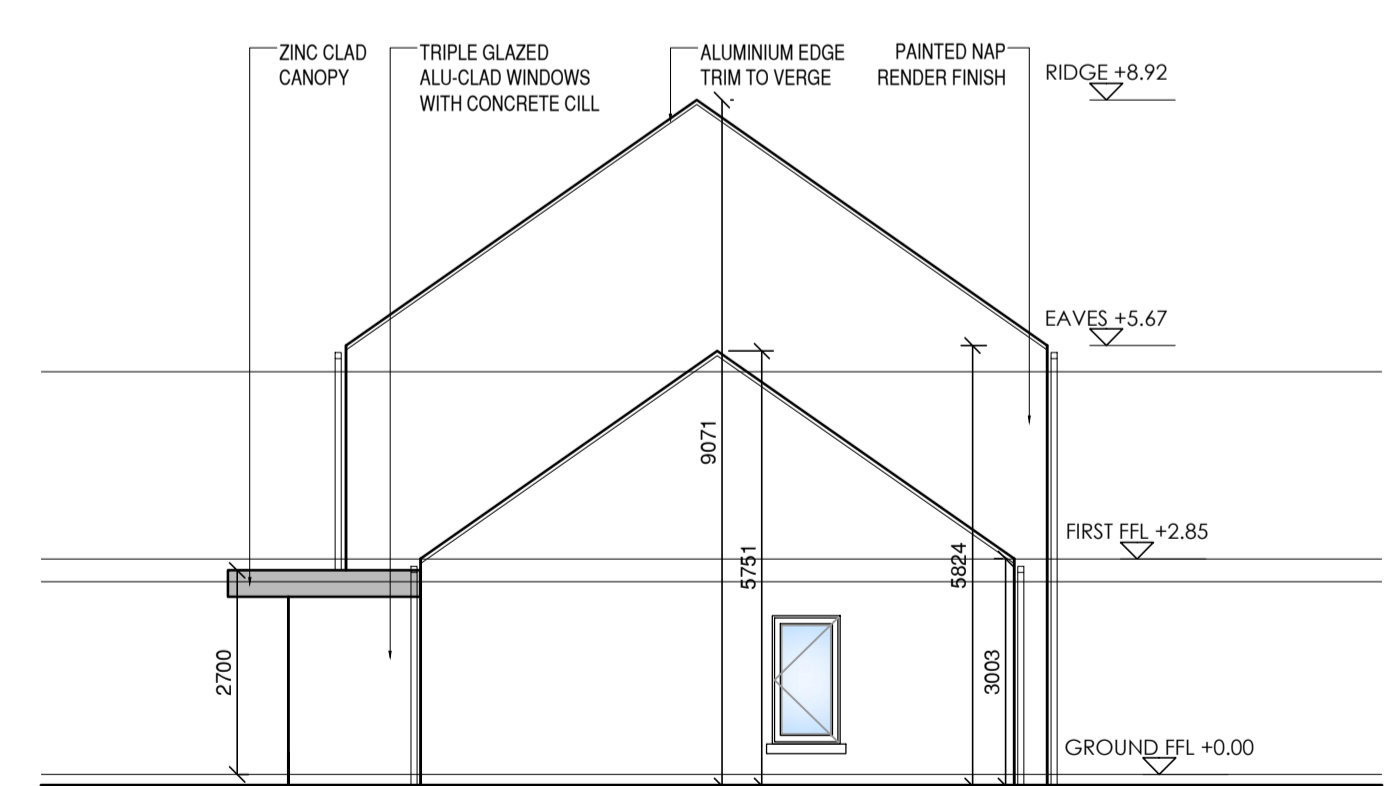 ZINC CLAD
CANOPY
TRIPLE GLAZED
ALU-CLAD WINDOWS
WITH CONCRETE CILL
ALUMINIUM EDGE
TRIM TO VERGE
PAINTED NAP
RENDER FINISH
RIDGE +8.92
EAVES +5.67
9071
5751
5824
FIRST FFL +2.85
2700
3003
GROUND FFL +0.00